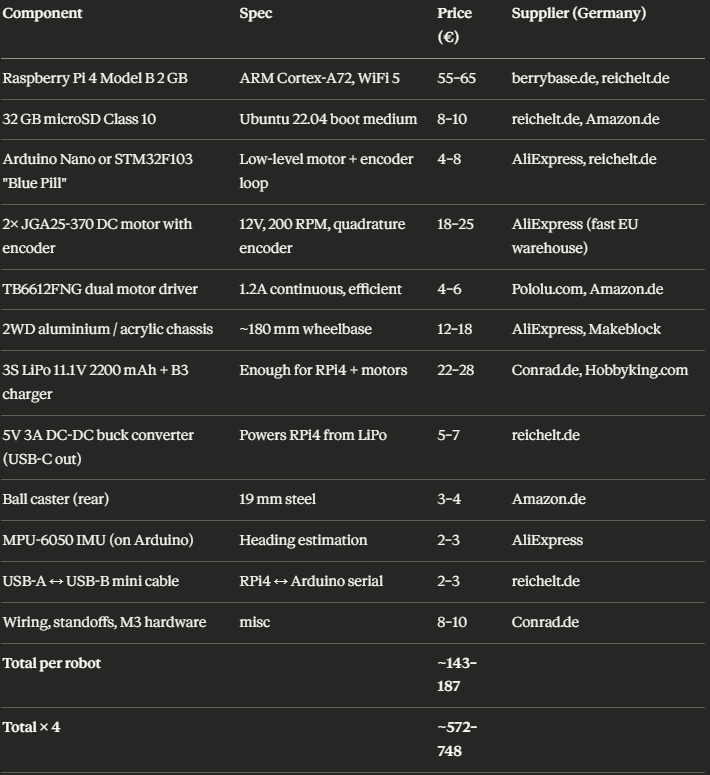 Component Spec Price (€) Supplier (Germany)
Raspberry Pi 4 Model B 2 GB ARM Cortex-A72, WiFi 5 55–65 berrybase.de, reichelt.de
32 GB microSD Class 10 Ubuntu 22.04 boot medium 8–10 reichelt.de, Amazon.de
Arduino Nano or STM32F103 "Blue Pill" Low-level motor + encoder loop 4–8 AliExpress, reichelt.de
2× JGA25-370 DC motor with encoder 12V, 200 RPM, quadrature encoder 18–25 AliExpress (fast EU warehouse)
TB6612FNG dual motor driver 1.2A continuous, efficient 4–6 Pololu.com, Amazon.de
2WD aluminium / acrylic chassis ~180 mm wheelbase 12–18 AliExpress, Makeblock
3S LiPo 11.1V 2200 mAh + B3 charger Enough for RPi4 + motors 22–28 Conrad.de, Hobbyking.com
5V 3A DC-DC buck converter (USB-C out) Powers RPi4 from LiPo 5–7 reichelt.de
Ball caster (rear) 19 mm steel 3–4 Amazon.de
MPU-6050 IMU (on Arduino) Heading estimation 2–3 AliExpress
USB-A ↔ USB-B mini cable RPi4 ↔ Arduino serial 2–3 reichelt.de
Wiring, standoffs, M3 hardware misc 8–10 Conrad.de
Total per robot ~143–187
Total × 4 ~572–748